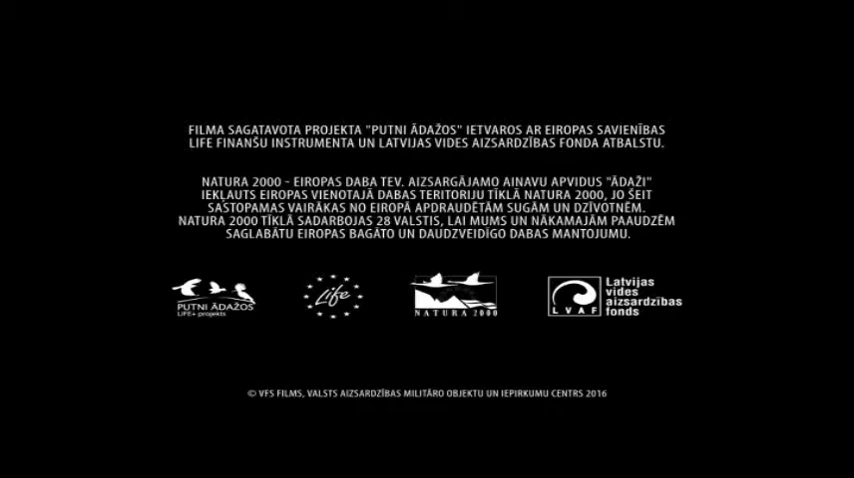 FILMA SAGATAVOTA PROJEKTA "PUTNI ĀDAŽOS" IETVAROS AR EIROPAS SAVIENĪBAS
LIFE FINANŠU INSTRUMENTA UN LATVIJAS VIDES AIZSARDZĪBAS FONDA ATBALSTU.
NATURA 2000 - EIROPAS DABA TEV. AIZSARGĀJAMO AINAVU APVIDUS "ĀDAŽI"
IEKĻAUTS EIROPAS VIENOTAJĀ DABAS TERITORIJU TĪKLĀ NATURA 2000, JO ŠEIT
SASTOPAMAS VAIRĀKAS NO EIROPĀ APDRAUDĒTĀM SUGĀM UN DZĪVOTNĒM.
NATURA 2000 TĪKLĀ SADARBOJAS 28 VALSTIS, LAI MUMS UN NĀKAMAJĀM PAAUDZĒM
SAGLABĀTU EIROPAS BAGĀTO UN DAUDZVEIDĪGO DABAS MANTOJUMU.
PUTNI ĀDAŽOS
LIFE+ projekts
Life
NATURA 2000
LVAF
Latvijas
vides
aizsardzības
fonds
© VFS FILMS, VALSTS AIZSARDZĪBAS MILITĀRO OBJEKTU UN IEPIRKUMU CENTRS 2016